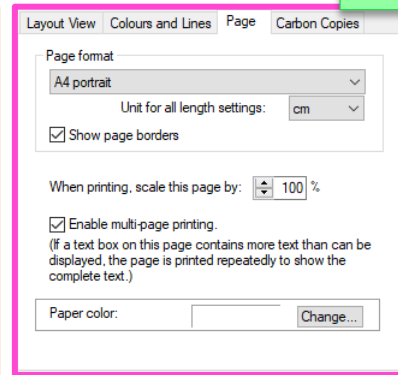 Layout View Colours and Lines Page Carbon Copies
Page format
A4 portrait
Unit for all length settings: cm
Show page borders
When printing, scale this page by: 100 %
Enable multi-page printing.
(If a text box on this page contains more text than can be
displayed, the page is printed repeatedly to show the
complete text.)
Paper color: Change...